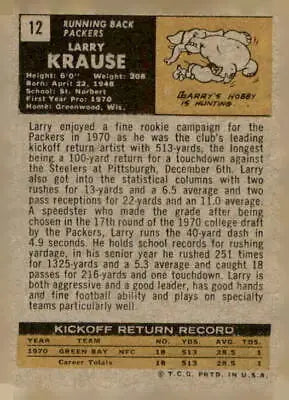 12
RUNNING BACK
PACKERS
LARRY
KRAUSE
Height: 6'0" Weight: 208
Born: April 22, 1948
School: St. Norbert
First Year Pro: 1970
Home: Greenwood, Wis.
LARRY'S HOBBY
IS HUNTING.
Larry enjoyed a fine rookie campaign for the
Packers in 1970 as he was the club's leading
kickoff return artist with 513-yards, the longest
being a 100-yard return for a touchdown against
the Steelers at Pittsburgh, December 6th. Larry
also got into the statistical columns with two
rushes for 13-yards and a 6.5 average and two
pass receptions for 22-yards and an 11.0 average.
A speedster who made the grade after being
chosen in the 17th round of the 1970 college draft
by the Packers, Larry runs the 40-yard dash in
4.9 seconds. He holds school records for rushing
yardage, in his senior year he rushed 251 times
for 1325-yards and a 5.3 average and caught 18
passes for 216-yards and one touchdown. Larry is
both aggressive and a good leader, has good hands
and fine football ability and plays on specialty
teams particularly well.
KICKOFF RETURN RECORD
YEAR TEAM NO. YDS. AVG. TDS.
1970 GREEN BAY NFC 18 513 28.5 1
Career Totals 18 513 28.5 1
© T.C.G. PRTD. IN U.S.A.